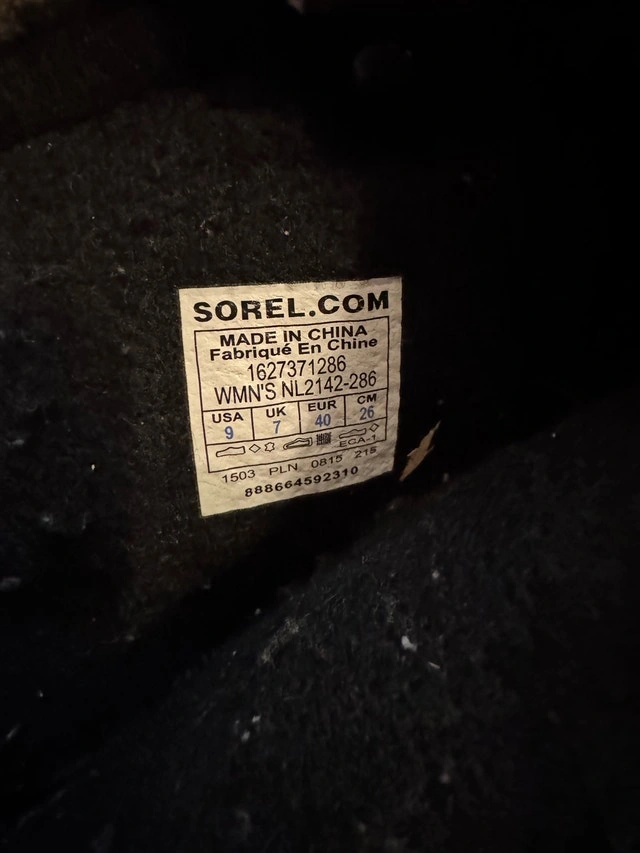 SOREL.COM
MADE IN CHINA
Fabriqué En Chine
1627371286
WMN'S NL2142-286
USA UK EUR CM
9 7 40 26
EGA-1
1503 PLN 0815 215
888664592310